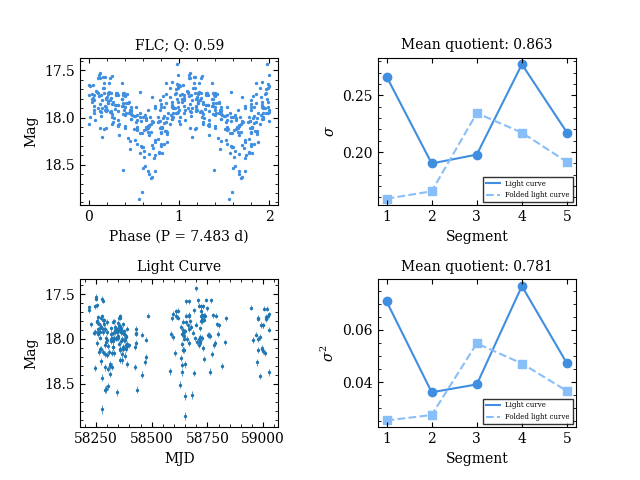 FLC; Q: 0.59
Mag
17.5
18.0
18.5
0
1
2
Phase (P = 7.483 d)
Mean quotient: 0.863
σ
0.25
0.20
Light curve
Folded light curve
1 2 3 4 5
Segment
Light Curve
Mag
17.5
18.0
18.5
58250 58500 58750 59000
MJD
Mean quotient: 0.781
σ²
0.06
0.04
Light curve
Folded light curve
1 2 3 4 5
Segment